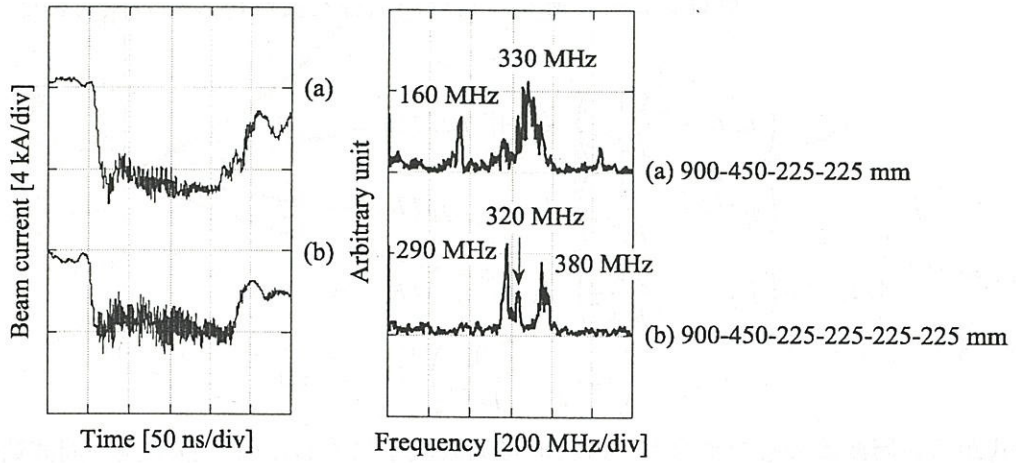 Beam current [4 kA/div]
(a)
(b)
Time [50 ns/div]
Arbitrary unit
330 MHz
160 MHz
(a) 900-450-225-225 mm
320 MHz
290 MHz
380 MHz
(b) 900-450-225-225-225-225 mm
Frequency [200 MHz/div]